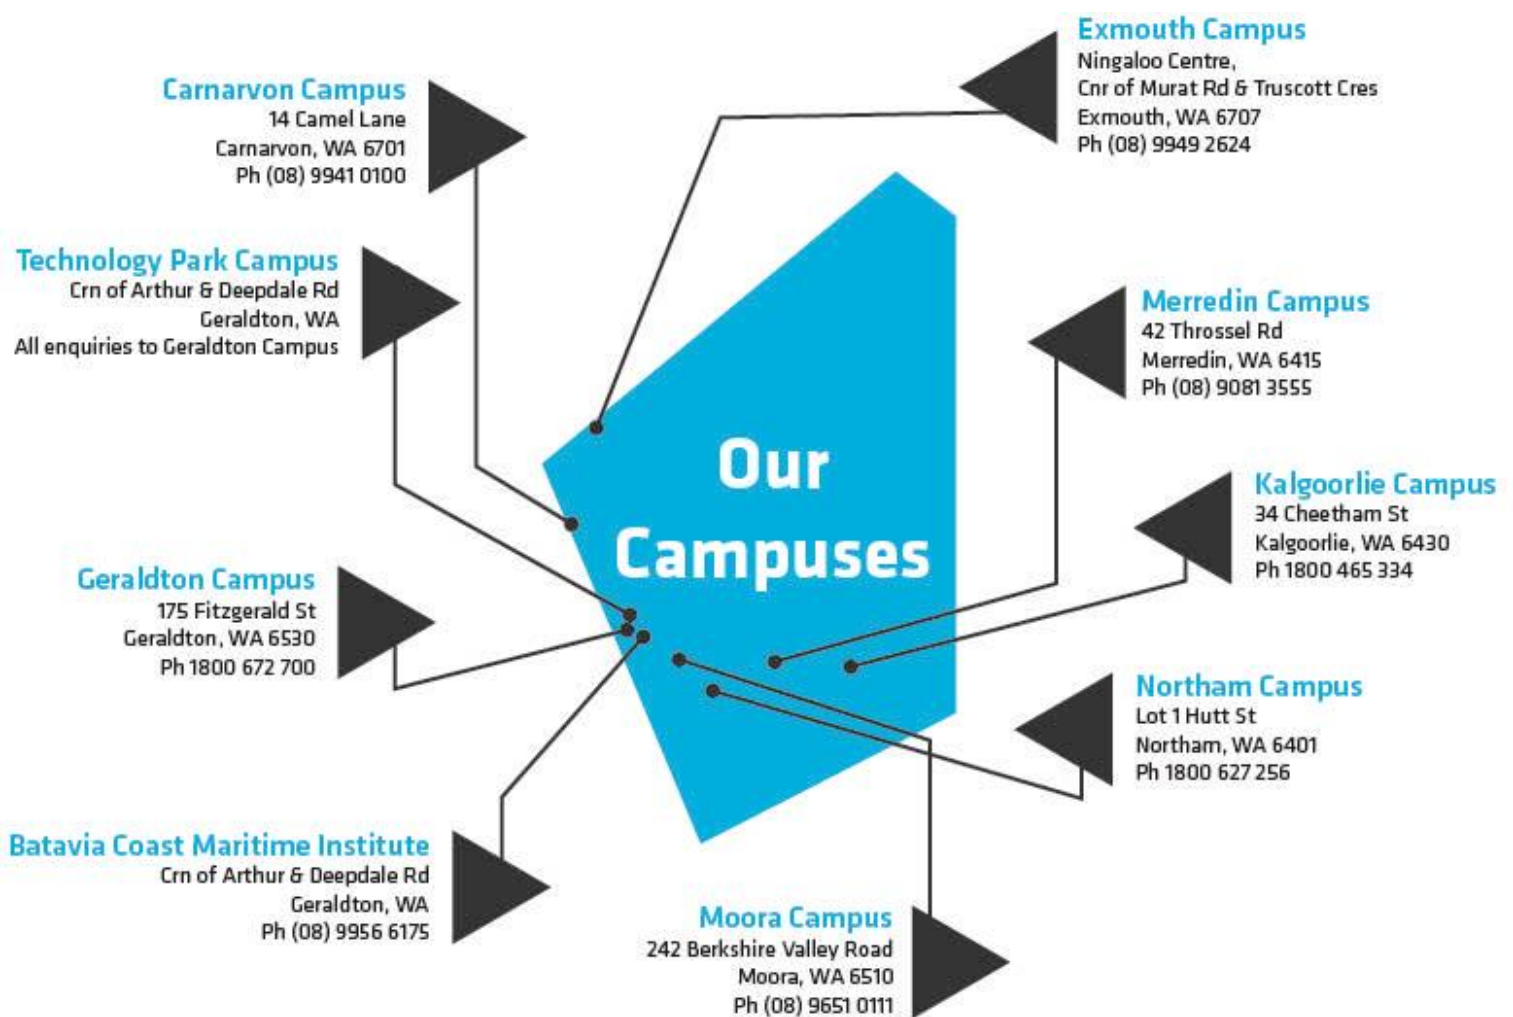 Exmouth Campus
Ningaloo Centre,
Cnr of Murat Rd & Truscott Cres
Exmouth, WA 6707
Ph (08) 9949 2624
Carnarvon Campus
14 Camel Lane
Carnarvon, WA 6701
Ph (08) 9941 0100
Technology Park Campus
Crn of Arthur & Deepdale Rd
Geraldton, WA
All enquiries to Geraldton Campus
Merredin Campus
42 Throssel Rd
Merredin, WA 6415
Ph (08) 9081 3555
Our
Campuses
Kalgoorlie Campus
34 Cheetham St
Kalgoorlie, WA 6430
Ph 1800 465 334
Geraldton Campus
175 Fitzgerald St
Geraldton, WA 6530
Ph 1800 672 700
Northam Campus
Lot 1 Hutt St
Northam, WA 6401
Ph 1800 627 256
Batavia Coast Maritime Institute
Crn of Arthur & Deepdale Rd
Geraldton, WA
Ph (08) 9956 6175
Moora Campus
242 Berkshire Valley Road
Moora, WA 6510
Ph (08) 9651 0111